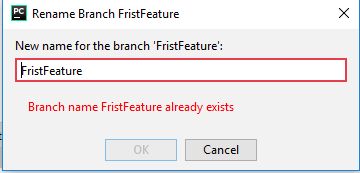 PC Rename Branch FristFeature
New name for the branch 'FristFeature':
FristFeature
Branch name FristFeature already exists
OK Cancel